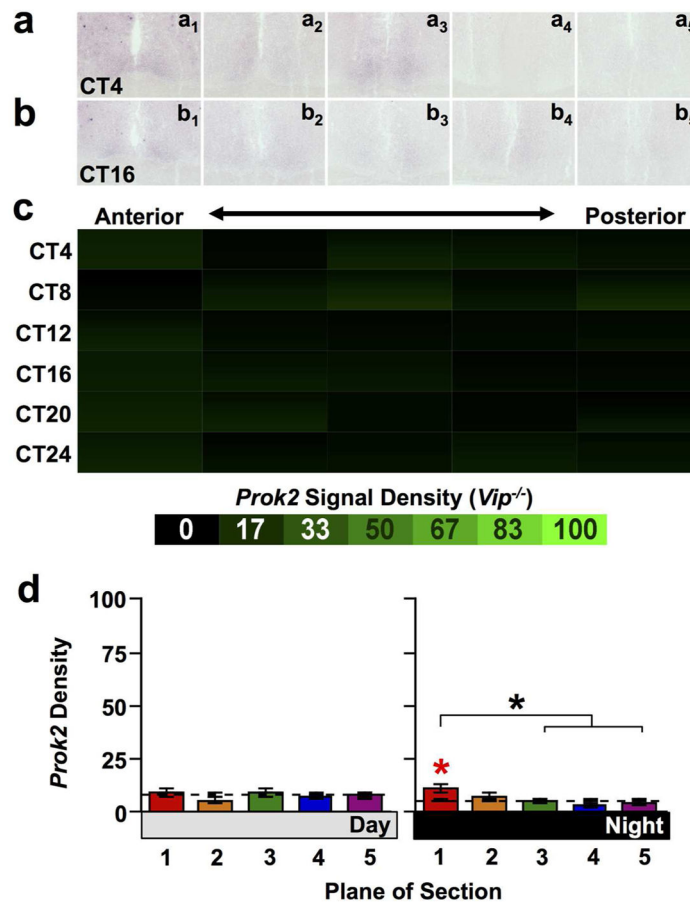 a a1 a2 a3 a4 a5
CT4
b b1 b2 b3 b4 b5
CT16
c Anterior Posterior
CT4
CT8
CT12
CT16
CT20
CT24
Prok2 Signal Density (Vip-/-)
0 17 33 50 67 83 100
d
Prok2 Density
100
75
50
25
0
* *
Day Night
1 2 3 4 5 1 2 3 4 5
Plane of Section